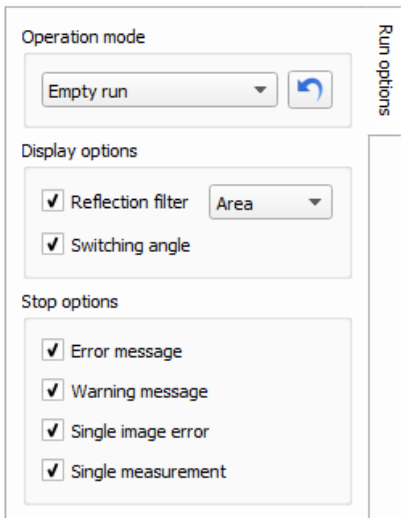 Operation mode
Empty run
Display options
Reflection filter Area
Switching angle
Stop options
Error message
Warning message
Single image error
Single measurement
Run options